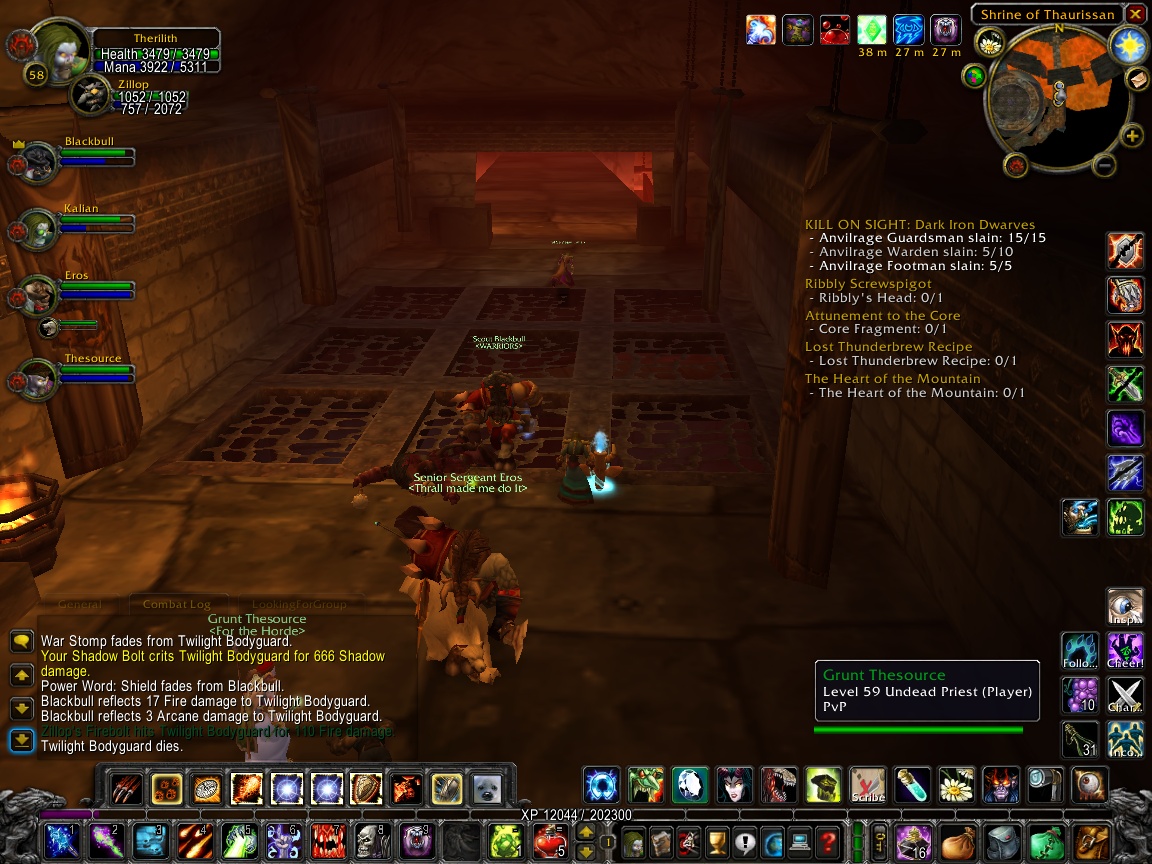 Therilith
Health 3479 / 3479
Mana 3922 / 5311
58
Zillop
1052 / 1052
757 / 2072
Blackbull
Kalian
Eros
Thesource
38 m
27 m
27 m
Shrine of Thaurissan
N
KILL ON SIGHT: Dark Iron Dwarves
- Anvilrage Guardsman slain: 15/15
- Anvilrage Warden slain: 5/10
- Anvilrage Footman slain: 5/5
Ribbly Screwspigot
- Ribbly's Head: 0/1
Attunement to the Core
- Core Fragment: 0/1
Lost Thunderbrew Recipe
- Lost Thunderbrew Recipe: 0/1
The Heart of the Mountain
- The Heart of the Mountain: 0/1
Scout Blackbull
<WARRIORS>
Senior Sergeant Eros
<Thrall made me do It>
General
Combat Log
LookingForGroup
Grunt Thesource
<For the Horde>
War Stomp fades from Twilight Bodyguard.
Your Shadow Bolt crits Twilight Bodyguard for 666 Shadow
damage.
Power Word: Shield fades from Blackbull.
Blackbull reflects 17 Fire damage to Twilight Bodyguard.
Blackbull reflects 3 Arcane damage to Twilight Bodyguard.
Zillop's Firebolt hits Twilight Bodyguard for 110 Fire damage.
Twilight Bodyguard dies.
Grunt Thesource
Level 59 Undead Priest (Player)
PvP
Insp...
Follo...
Cheer!
10
Char...
31
Inco...
Scribe
XP 12044 / 202300
1
2
3
4
5
6
7
8
9
=
5
1
16